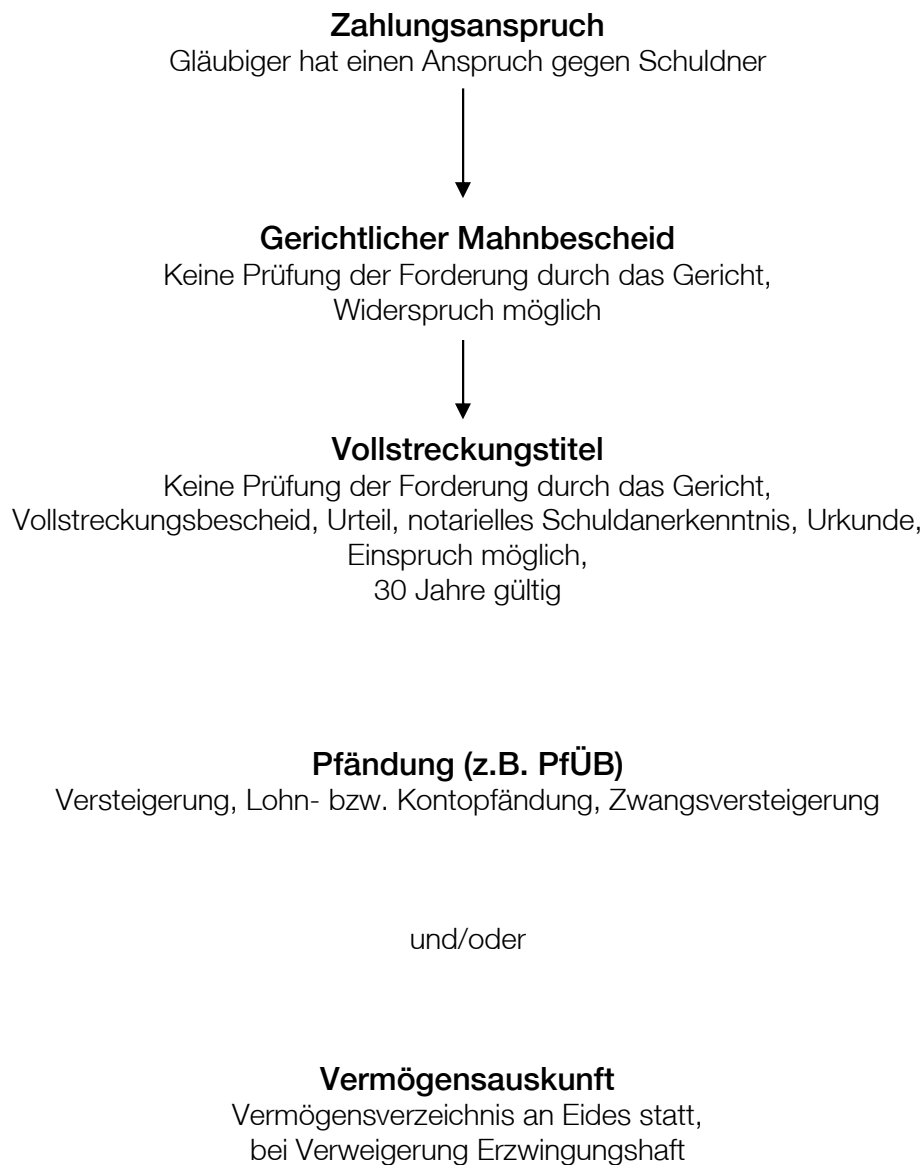 Zahlungsanspruch
Gläubiger hat einen Anspruch gegen Schuldner
Gerichtlicher Mahnbescheid
Keine Prüfung der Forderung durch das Gericht,
Widerspruch möglich
Vollstreckungstitel
Keine Prüfung der Forderung durch das Gericht,
Vollstreckungsbescheid, Urteil, notarielles Schuldanerkenntnis, Urkunde,
Einspruch möglich,
30 Jahre gültig
Pfändung (z.B. PfÜB)
Versteigerung, Lohn- bzw. Kontopfändung, Zwangsversteigerung
und/oder
Vermögensauskunft
Vermögensverzeichnis an Eides statt,
bei Verweigerung Erzwingungshaft